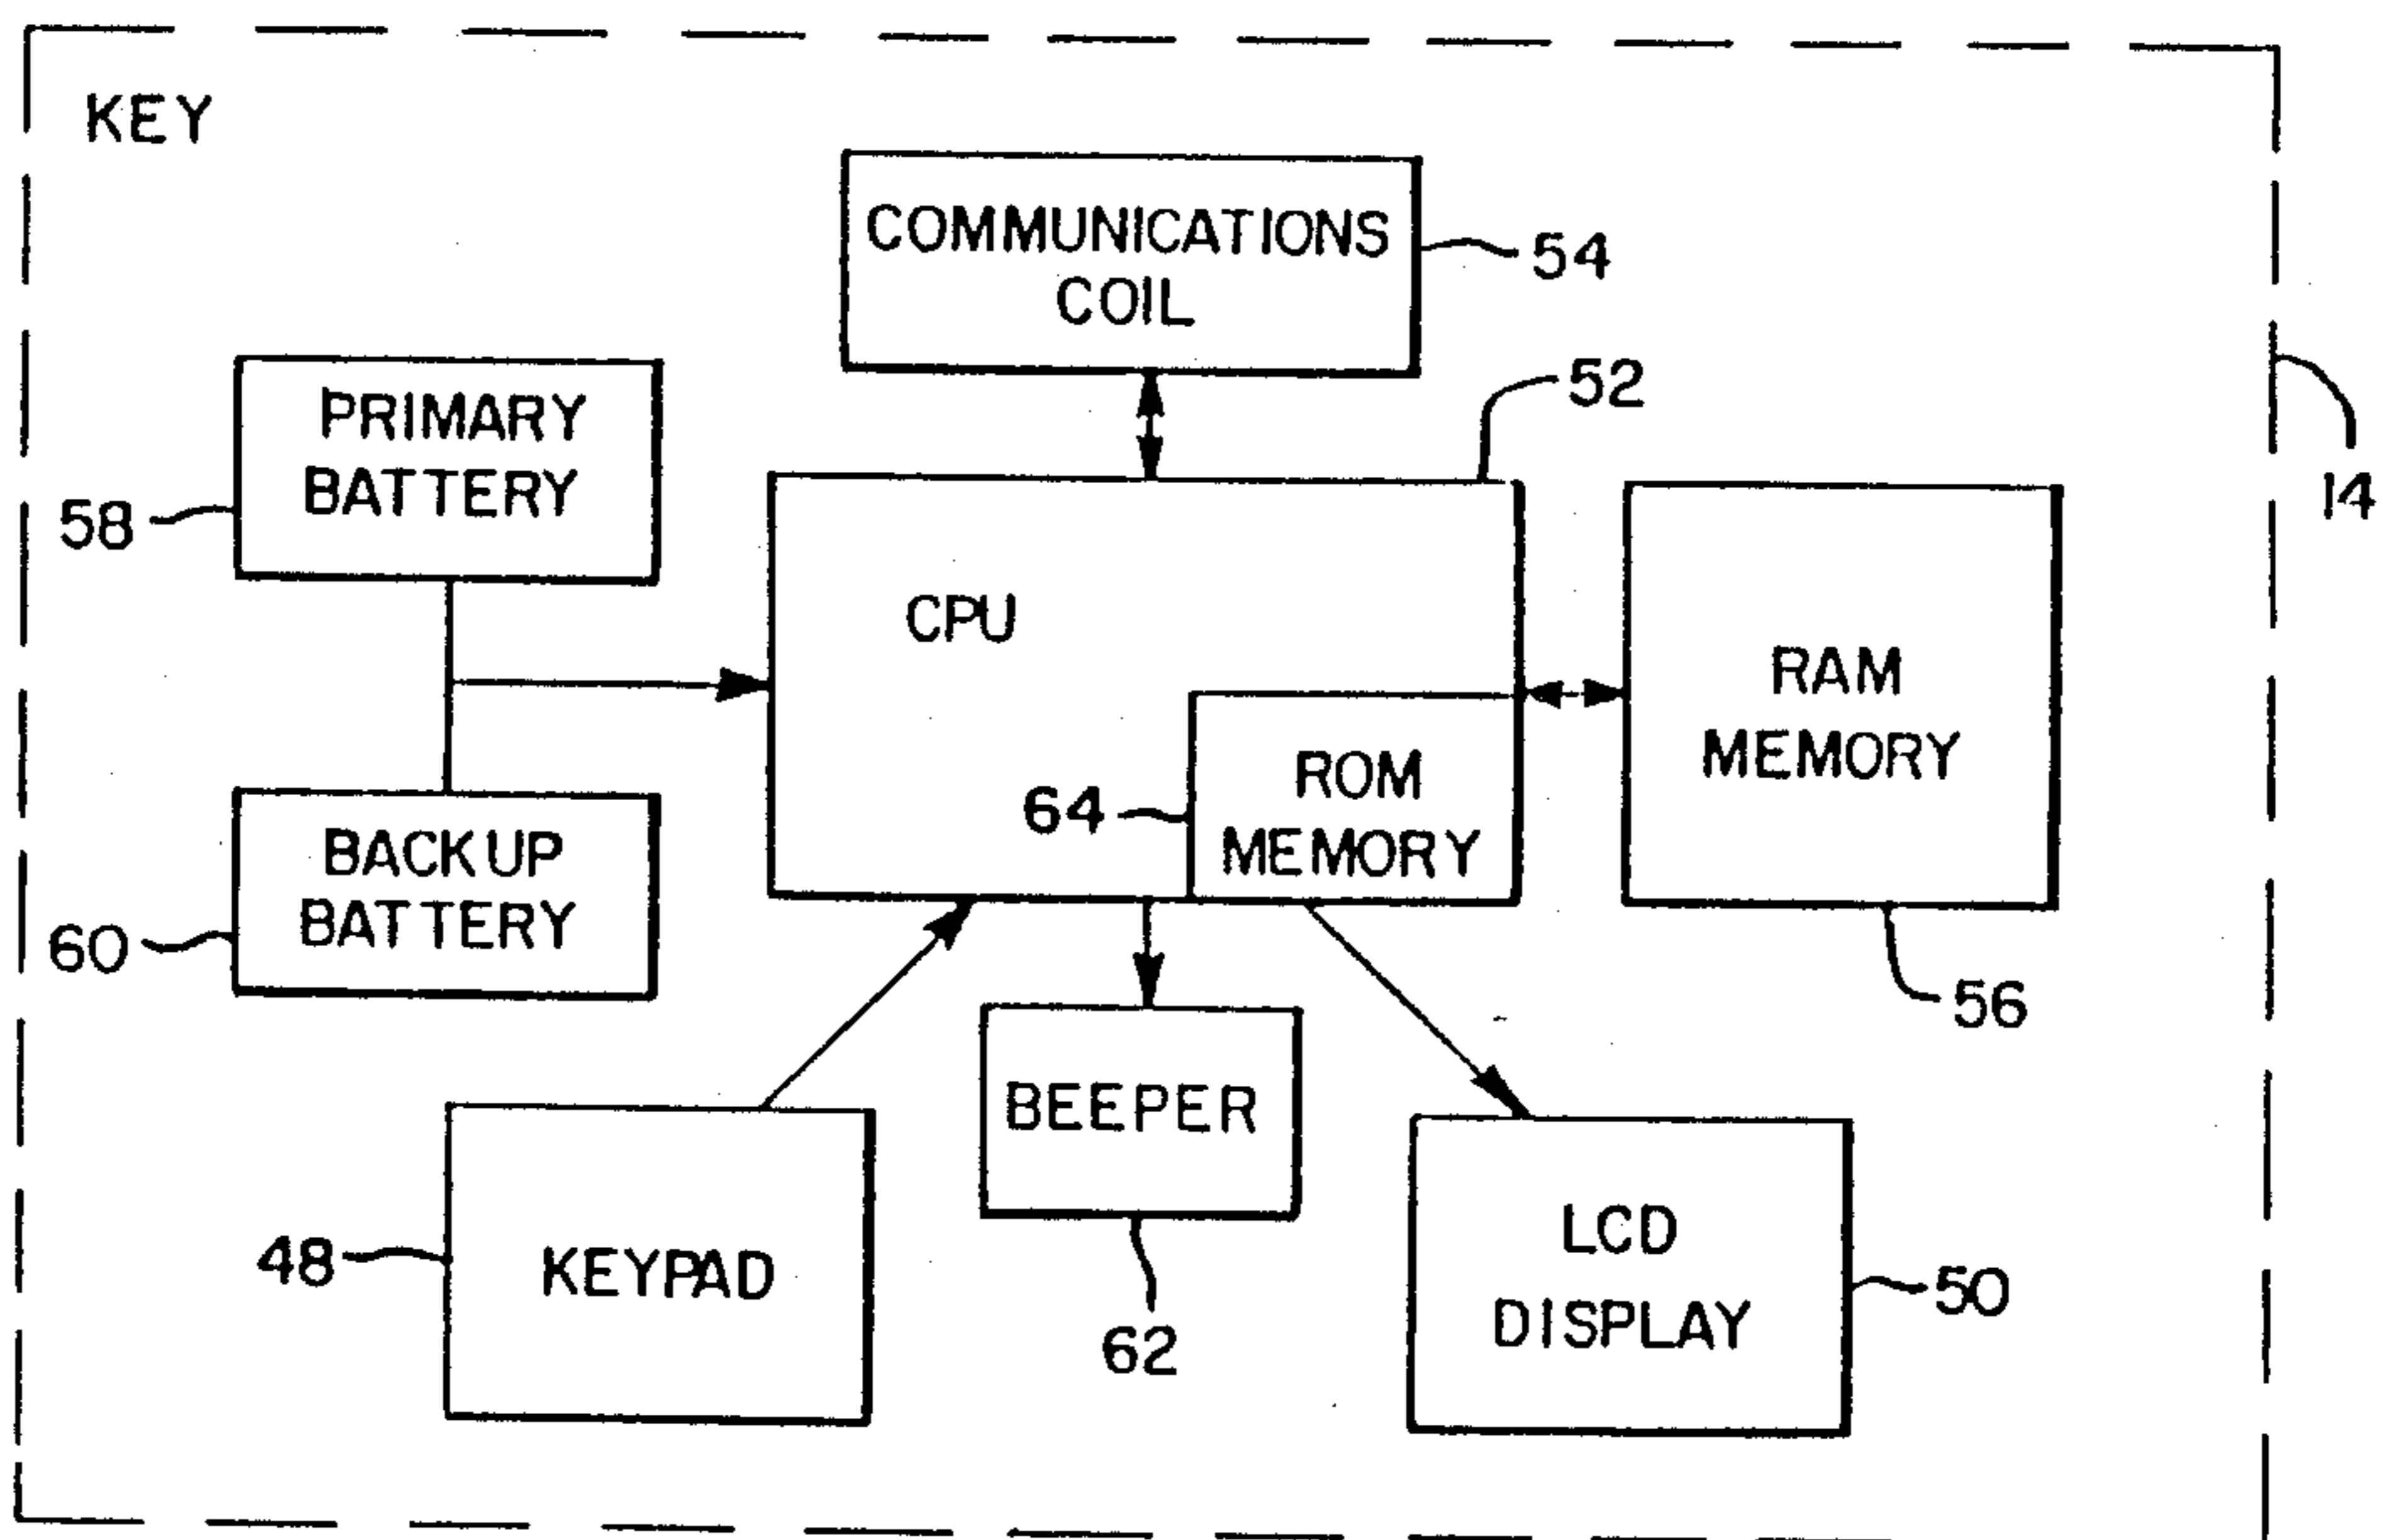 KEY
COMMUNICATIONS
COIL
54
52
PRIMARY
BATTERY
58
14
CPU
RAM
MEMORY
ROM
MEMORY
64
BACKUP
BATTERY
60
56
BEEPER
62
KEYPAD
48
LCD
DISPLAY
50